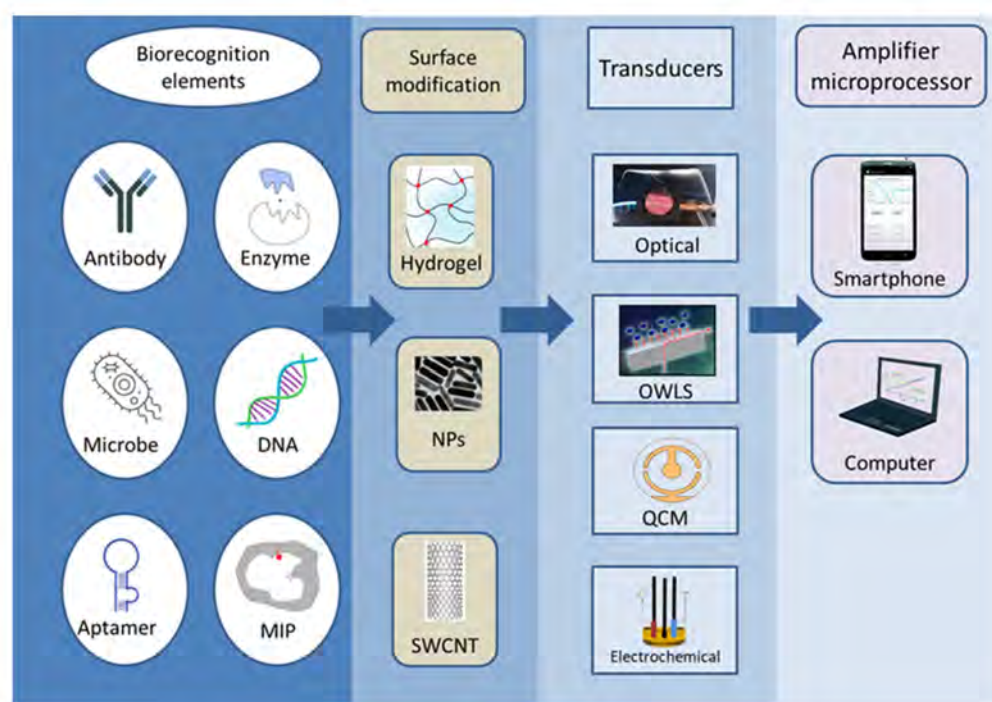 Biorecognition
elements
Surface
modification
Transducers
Amplifier
microprocessor
Antibody
Enzyme
Hydrogel
Optical
Smartphone
Microbe
DNA
NPs
OWLS
Computer
QCM
Aptamer
MIP
SWCNT
Electrochemical